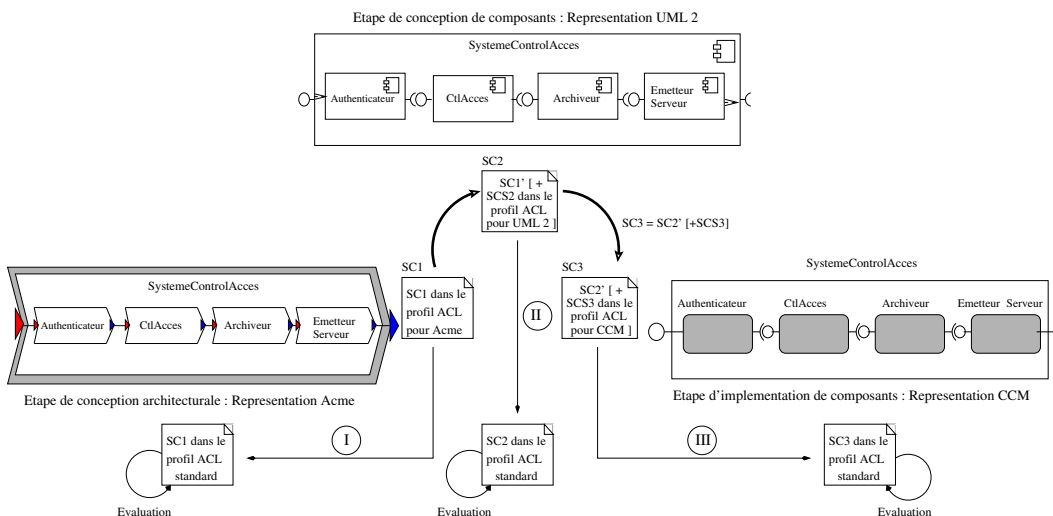 Etape de conception de composants : Representation UML 2
SystemeControlAcces
Authenticateur
CtlAcces
Archiveur
Emetteur
Serveur
SC2
SC1' [ +
SCS2 dans le
profil ACL
pour UML 2 ]
SC3 = SC2' [+SCS3]
SC1
SC1 dans le
profil ACL
pour Acme
SC3
SC2' [ +
SCS3 dans le
profil ACL
pour CCM ]
SystemeControlAcces
Authenticateur
CtlAcces
Archiveur
Emetteur
Serveur
Etape de conception architecturale : Representation Acme
SystemeControlAcces
Authenticateur
CtlAcces
Archiveur
Emetteur Serveur
Etape d'implementation de composants : Representation CCM
I
II
III
SC1 dans le
profil ACL
standard
Evaluation
SC2 dans le
profil ACL
standard
Evaluation
SC3 dans le
profil ACL
standard
Evaluation